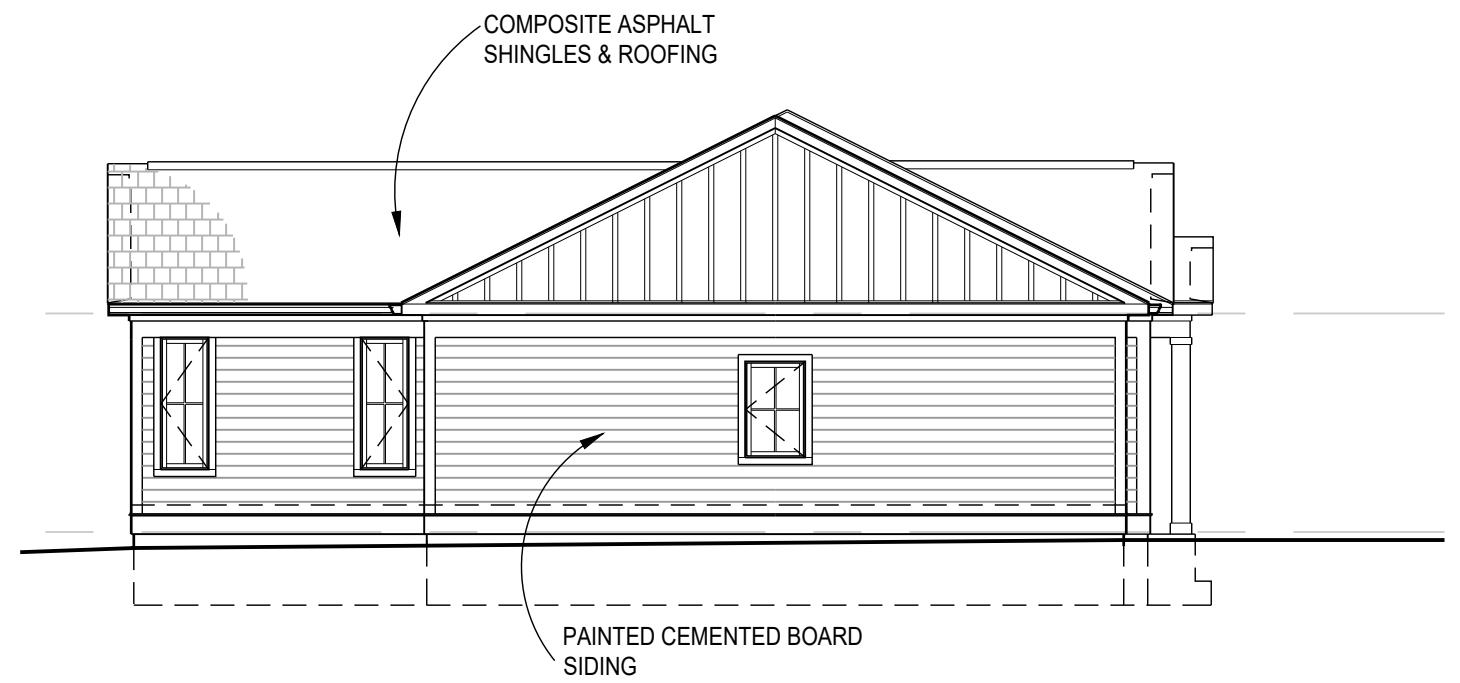 COMPOSITE ASPHALT
SHINGLES & ROOFING
PAINTED CEMENTED BOARD
SIDING